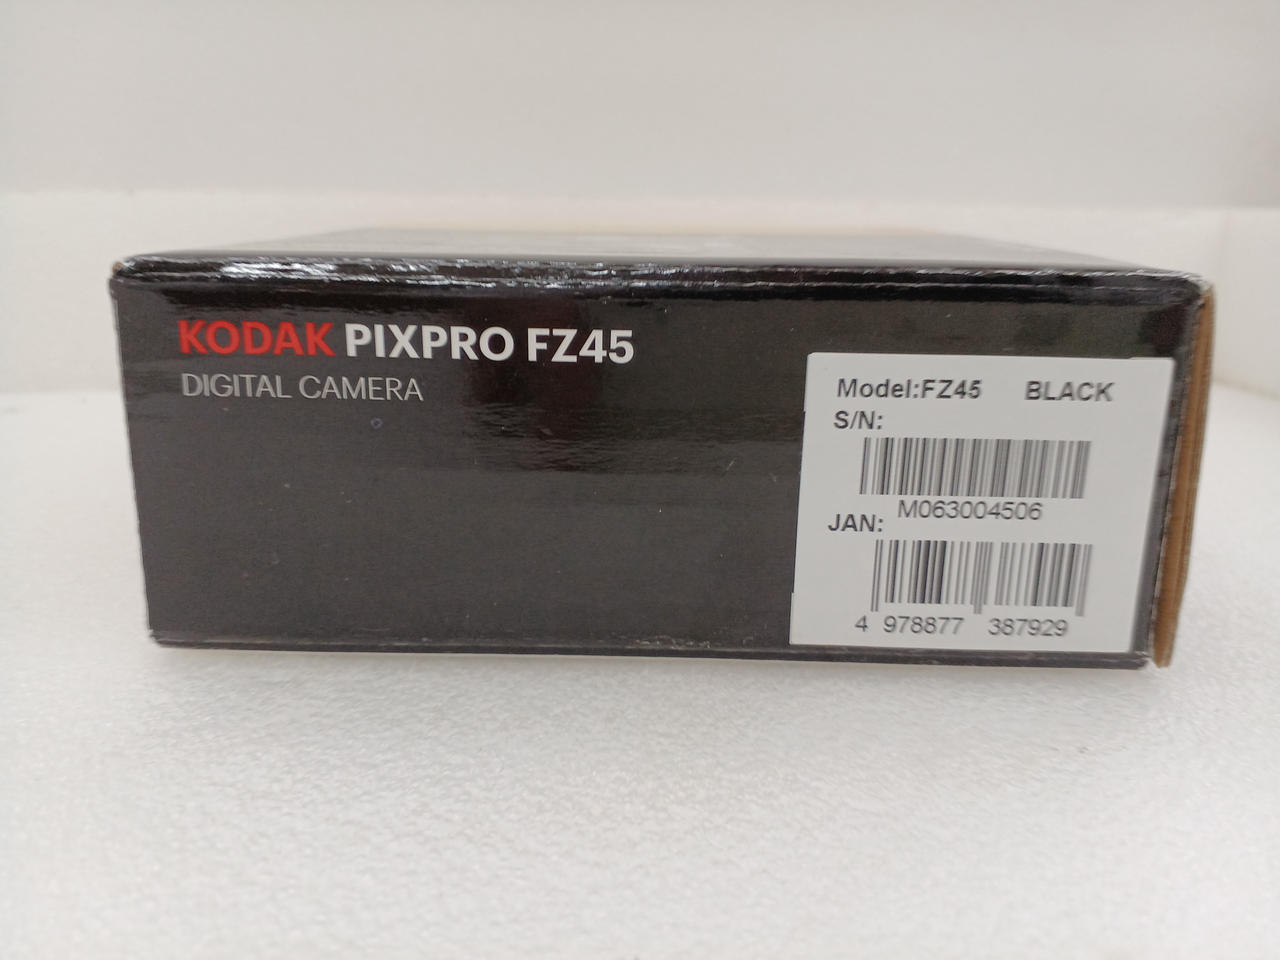 KODAK PIXPRO FZ45
DIGITAL CAMERA
Model:FZ45 BLACK
S/N:
M063004506
JAN:
4 978877 387929